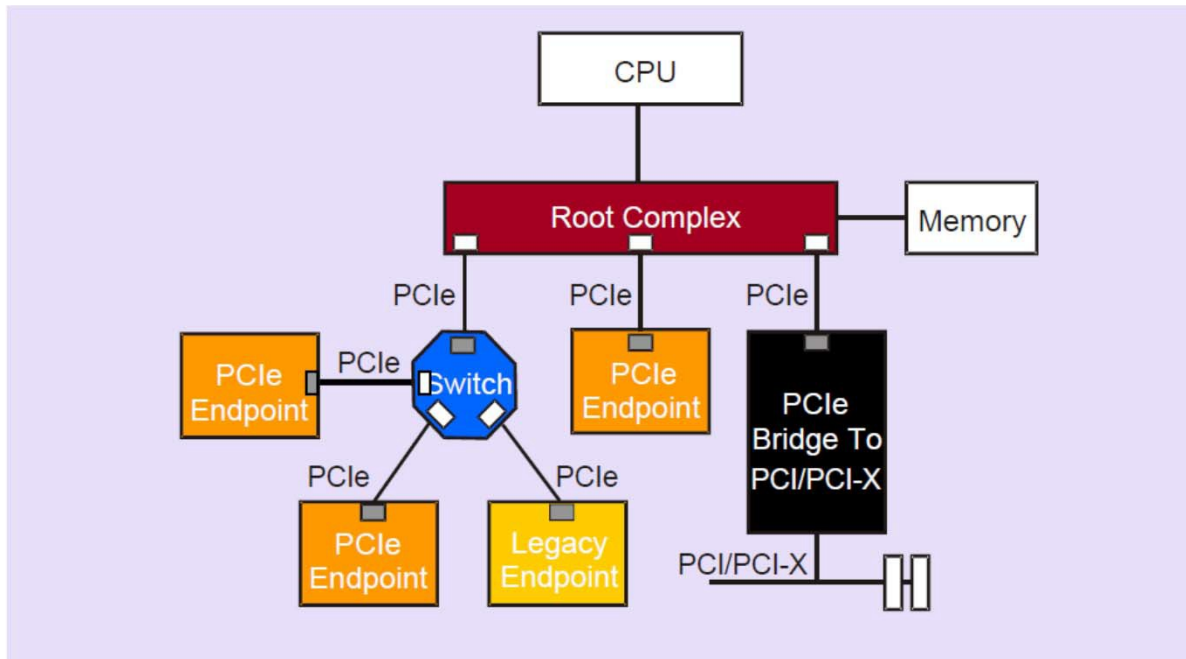 CPU
Root Complex
Memory
PCIe
PCIe
PCIe
PCIe
Endpoint
PCIe
Switch
PCIe
Endpoint
PCIe
Bridge To
PCI/PCI-X
PCIe
PCIe
PCIe
Endpoint
Legacy
Endpoint
PCI/PCI-X